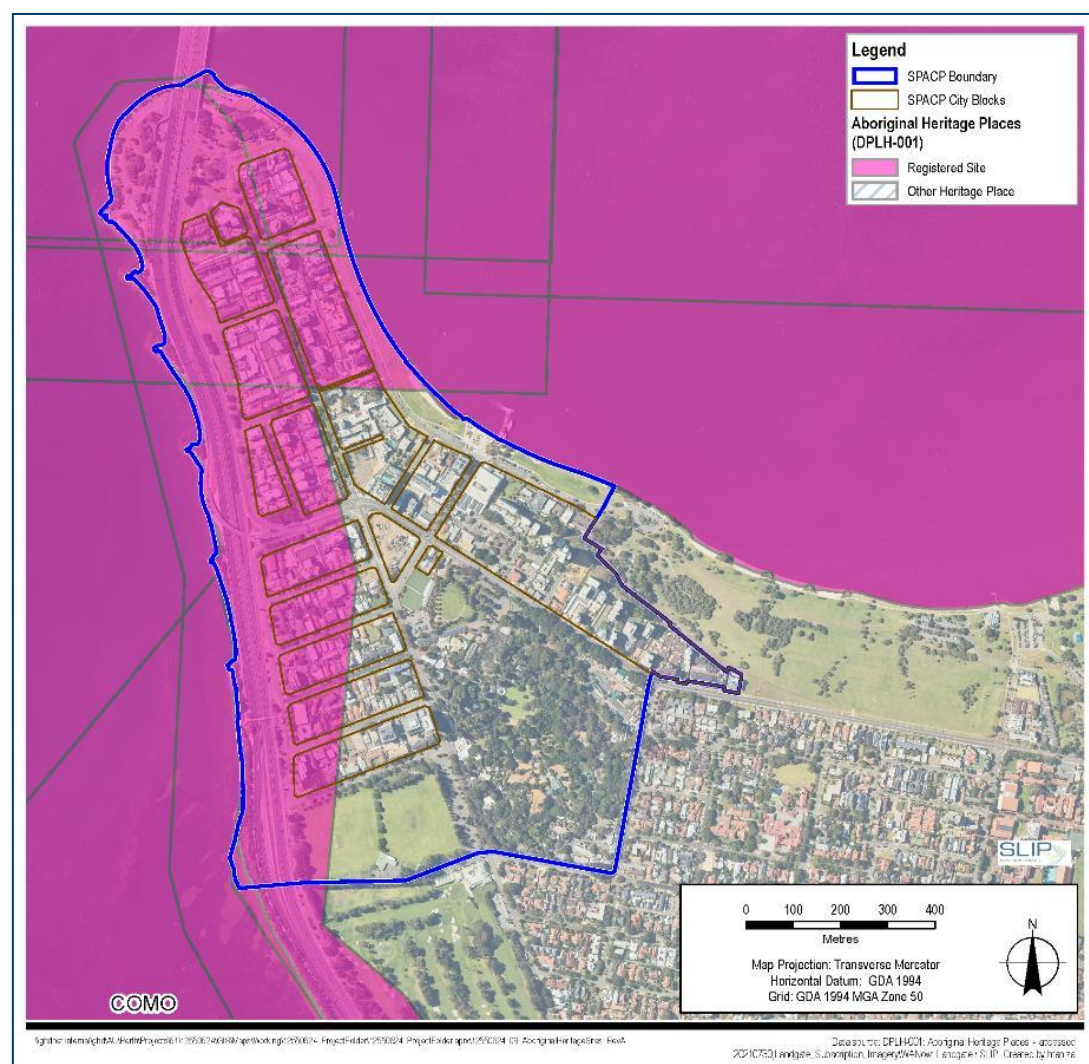 Legend
SPACP Boundary
SPACP City Blocks
Aboriginal Heritage Places
(DPLH-001)
Registered Site
Other Heritage Place
SLIP
0 100 200 300 400
Metres
N
Map Projection: Transverse Mercator
Horizontal Datum: GDA 1994
Grid: GDA 1994 MGA Zone 50
COMO
Data source: DPLH-001: Aboriginal Heritage Places - accessed